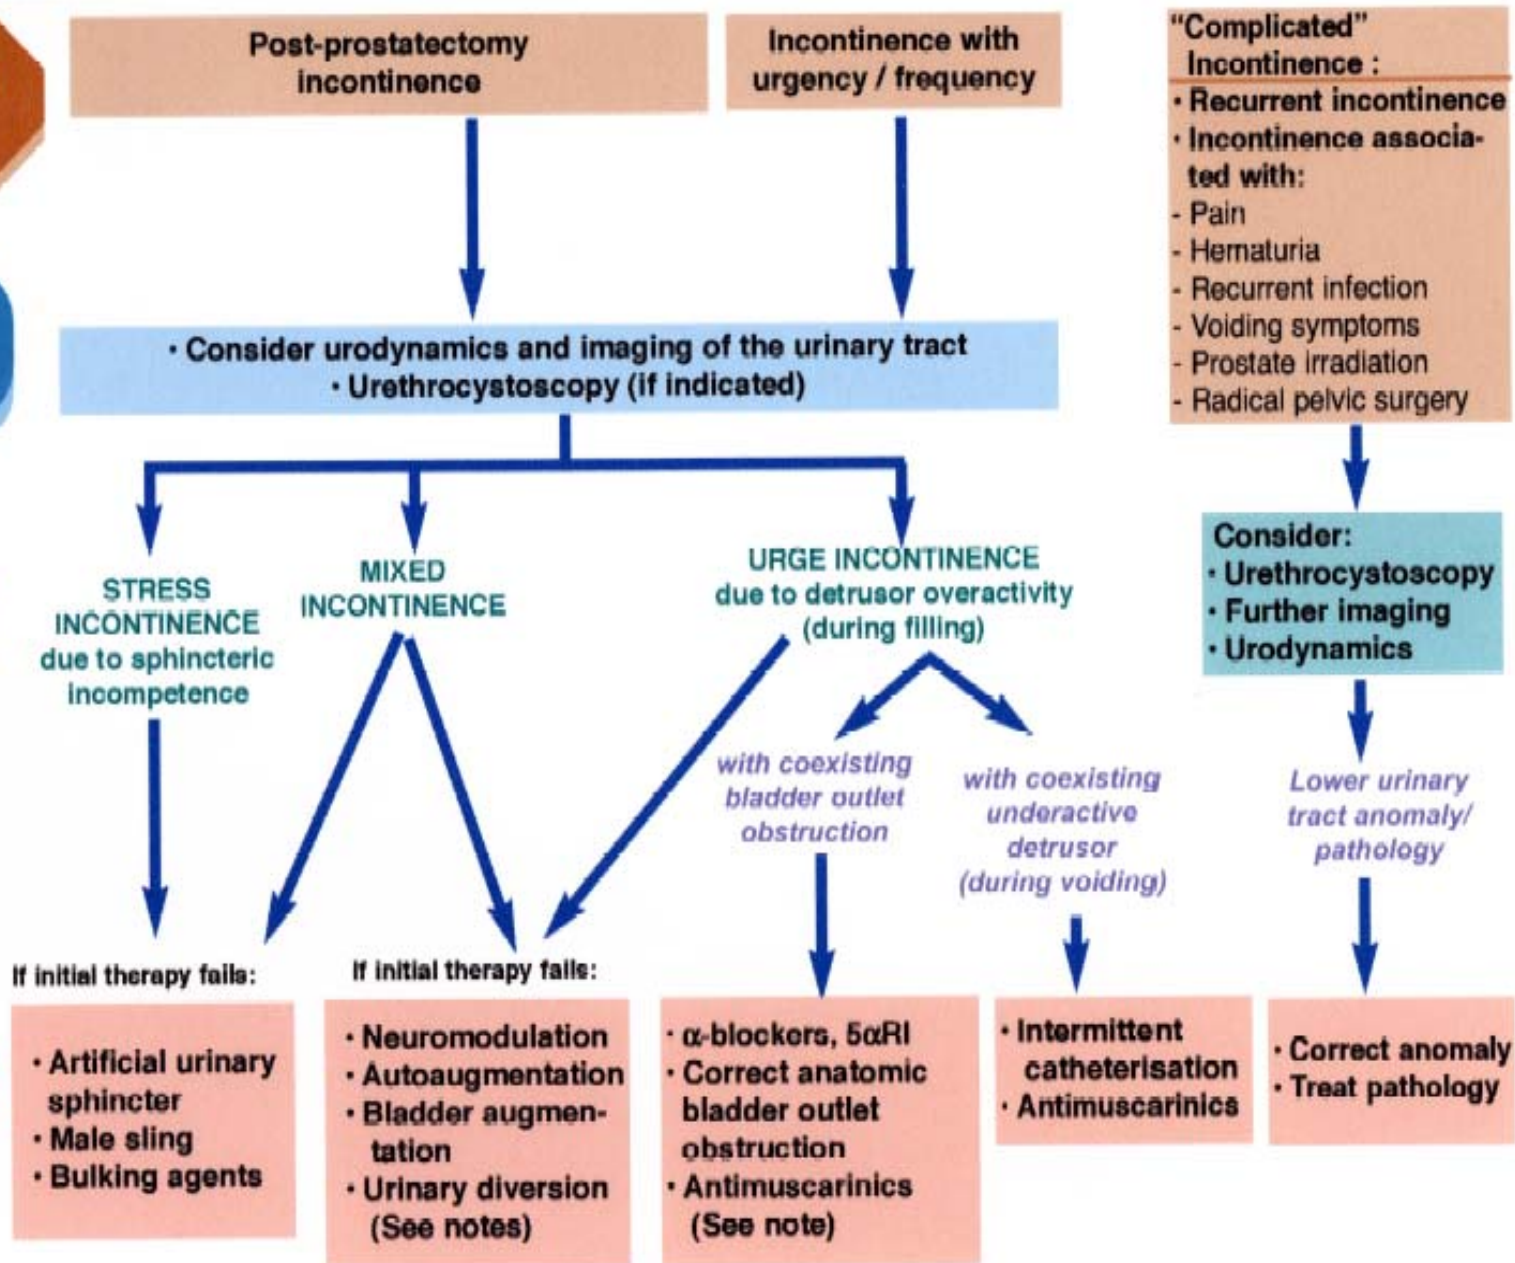 Post-prostatectomy
incontinence
Incontinence with
urgency / frequency
“Complicated”
Incontinence :
· Recurrent incontinence
· Incontinence associa-
ted with:
- Pain
- Hematuria
- Recurrent infection
- Voiding symptoms
- Prostate irradiation
- Radical pelvic surgery
· Consider urodynamics and imaging of the urinary tract
· Urethrocystoscopy (if indicated)
STRESS
INCONTINENCE
due to sphincteric
incompetence
MIXED
INCONTINENCE
URGE INCONTINENCE
due to detrusor overactivity
(during filling)
Consider:
· Urethrocystoscopy
· Further imaging
· Urodynamics
with coexisting
bladder outlet
obstruction
with coexisting
underactive
detrusor
(during voiding)
Lower urinary
tract anomaly/
pathology
If initial therapy fails:
· Artificial urinary
sphincter
· Male sling
· Bulking agents
If initial therapy fails:
· Neuromodulation
· Autoaugmentation
· Bladder augmen-
tation
· Urinary diversion
(See notes)
· α-blockers, 5αRI
· Correct anatomic
bladder outlet
obstruction
· Antimuscarinics
(See note)
· Intermittent
catheterisation
· Antimuscarinics
· Correct anomaly
· Treat pathology